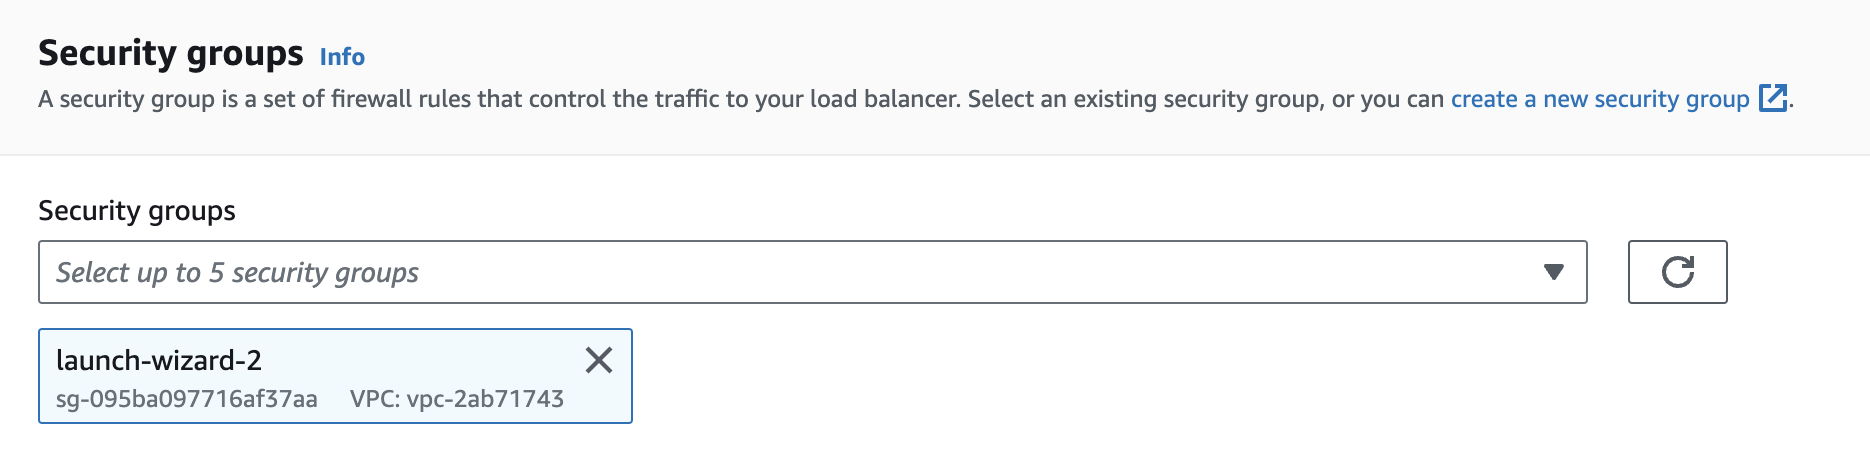 Security groups Info
A security group is a set of firewall rules that control the traffic to your load balancer. Select an existing security group, or you can create a new security group.
Security groups
Select up to 5 security groups
launch-wizard-2
sg-095ba097716af37aa VPC: vpc-2ab71743